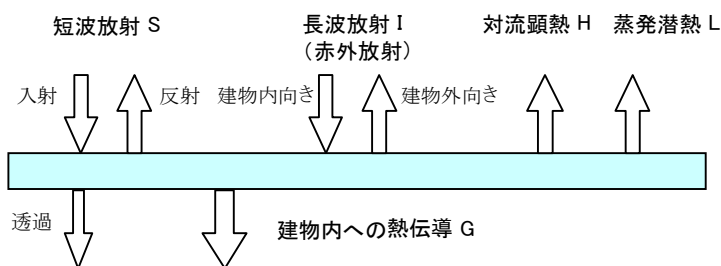 短波放射 S
長波放射 I
（赤外放射）
対流顕熱 H
蒸発潜熱 L
入射
反射
建物内向き
建物外向き
透過
建物内への熱伝導 G